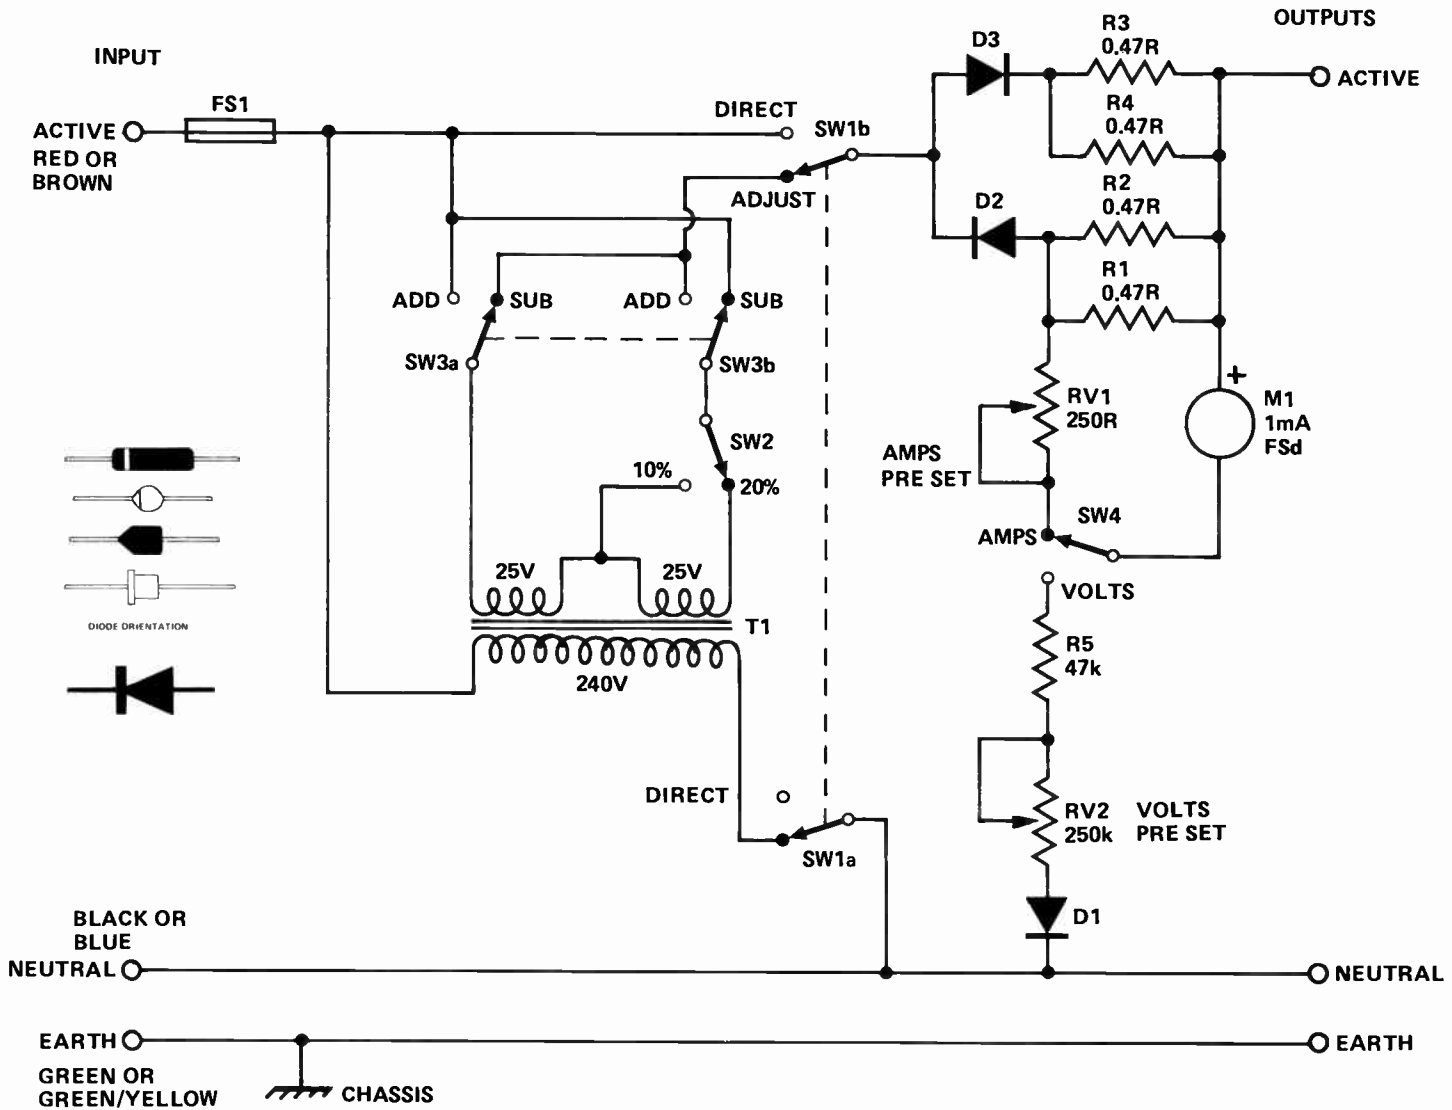 INPUT
OUTPUTS
ACTIVE
RED OR
BROWN
FS1
DIRECT
SW1b
ADJUST
D3
R3
0.47R
R4
0.47R
ACTIVE
D2
R2
0.47R
R1
0.47R
ADD
SUB
ADD
SUB
SW3a
SW3b
SW2
10%
20%
RV1
250R
AMPS
PRE SET
+
M1
1mA
FSd
SW4
AMPS
VOLTS
25V
25V
T1
240V
DIODE ORIENTATION
R5
47k
DIRECT
SW1a
RV2
250k
VOLTS
PRE SET
D1
BLACK OR
BLUE
NEUTRAL
NEUTRAL
EARTH
EARTH
GREEN OR
GREEN/YELLOW
CHASSIS